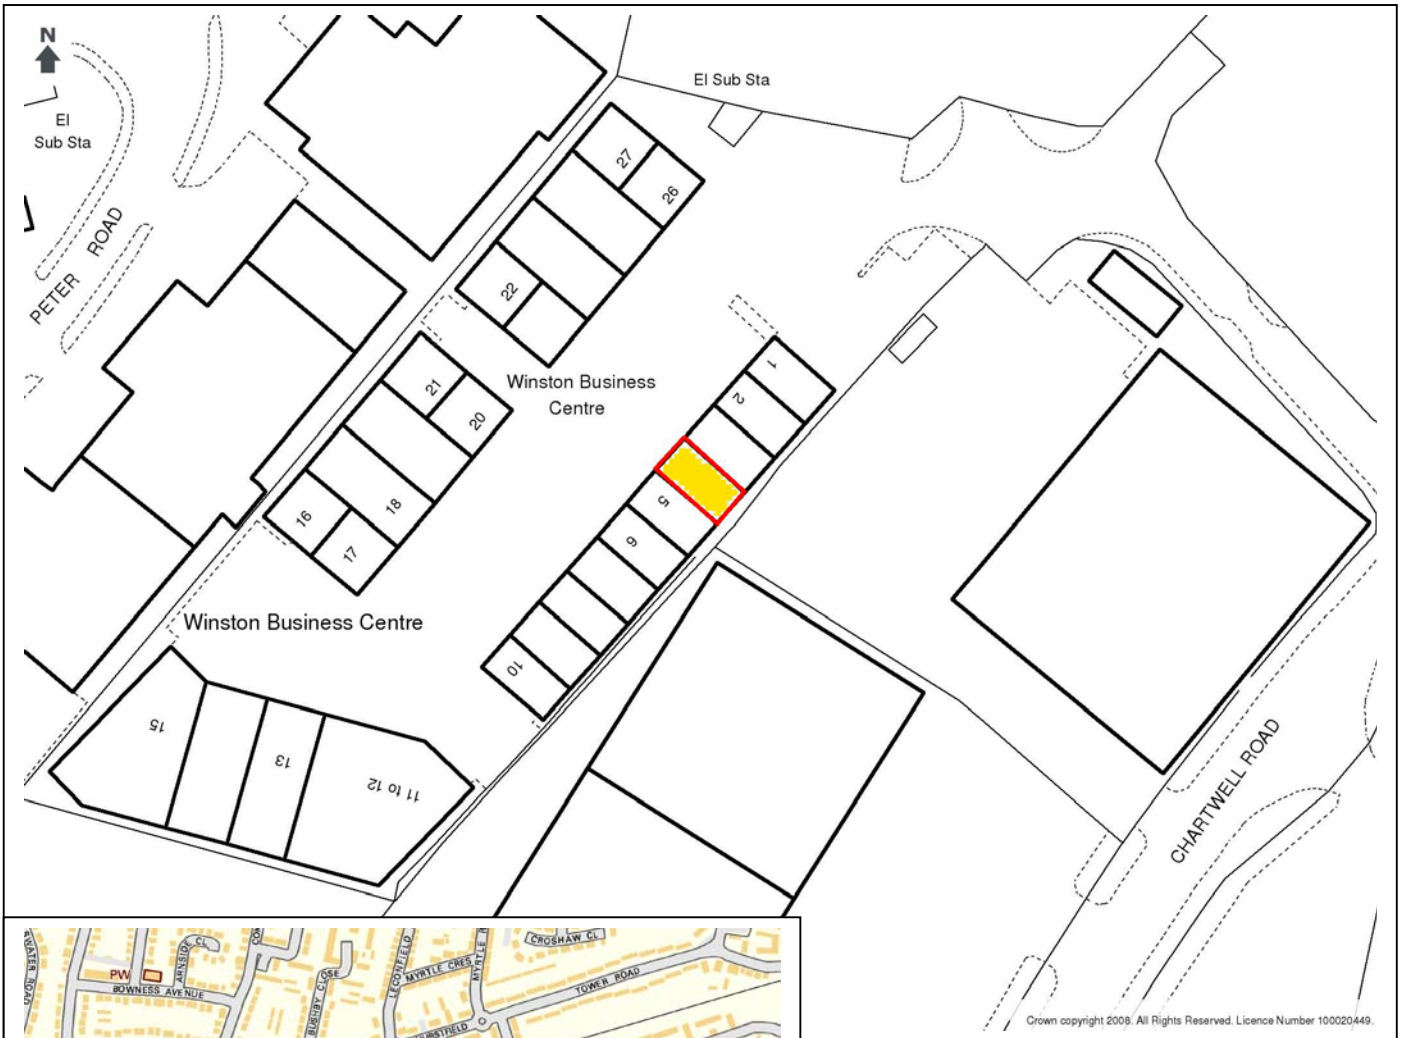 N
El Sub Sta
El
Sub Sta
27
26
PETER ROAD
22
21
20
Winston Business
Centre
1
2
5
6
16
17
18
10
Winston Business Centre
15
13
11 to 12
CHARTWELL ROAD
Crown copyright 2008. All Rights Reserved. Licence Number 100020449.
PW
ARNSIDE CL
BOWNESS AVENUE
BUSHBY CLOSE
LECONFIELD
MYRTLE CRES
MYRTLE
CROSHAW CL
TOWER ROAD